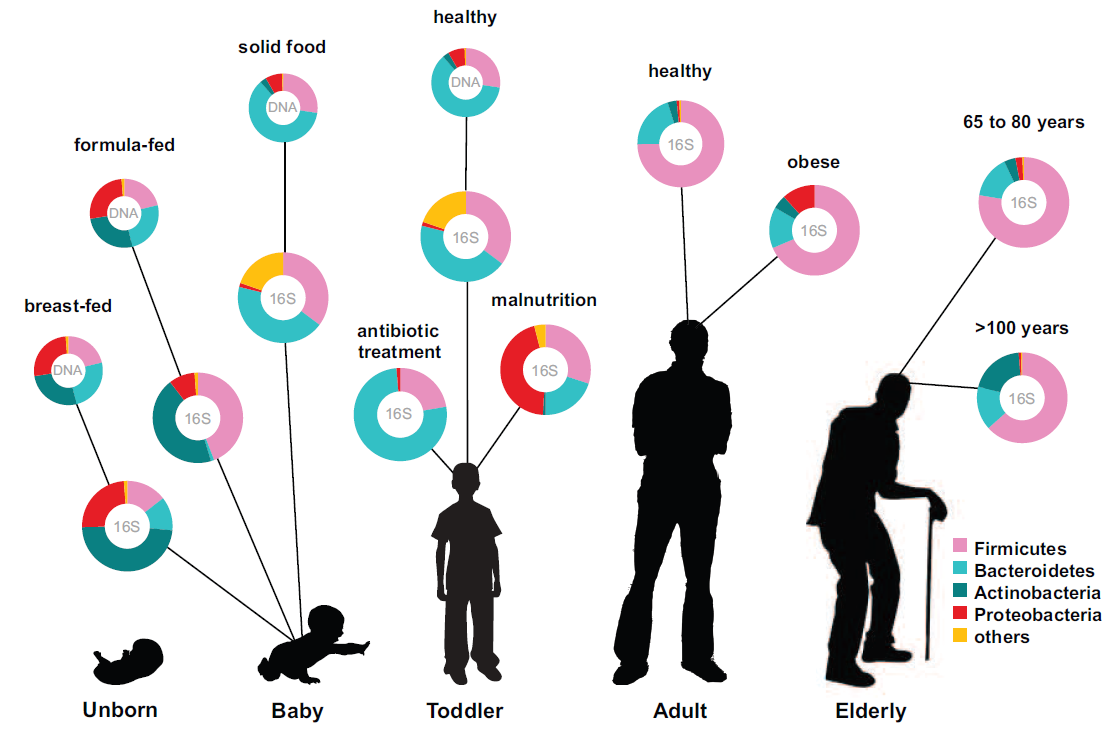 healthy
solid food
DNA
DNA
healthy
16S
65 to 80 years
formula-fed
obese
DNA
16S
16S
16S
breast-fed
16S
malnutrition
antibiotic
treatment
>100 years
DNA
16S
16S
16S
16S
16S
Firmicutes
Bacteroidetes
Actinobacteria
Proteobacteria
others
Unborn
Baby
Toddler
Adult
Elderly